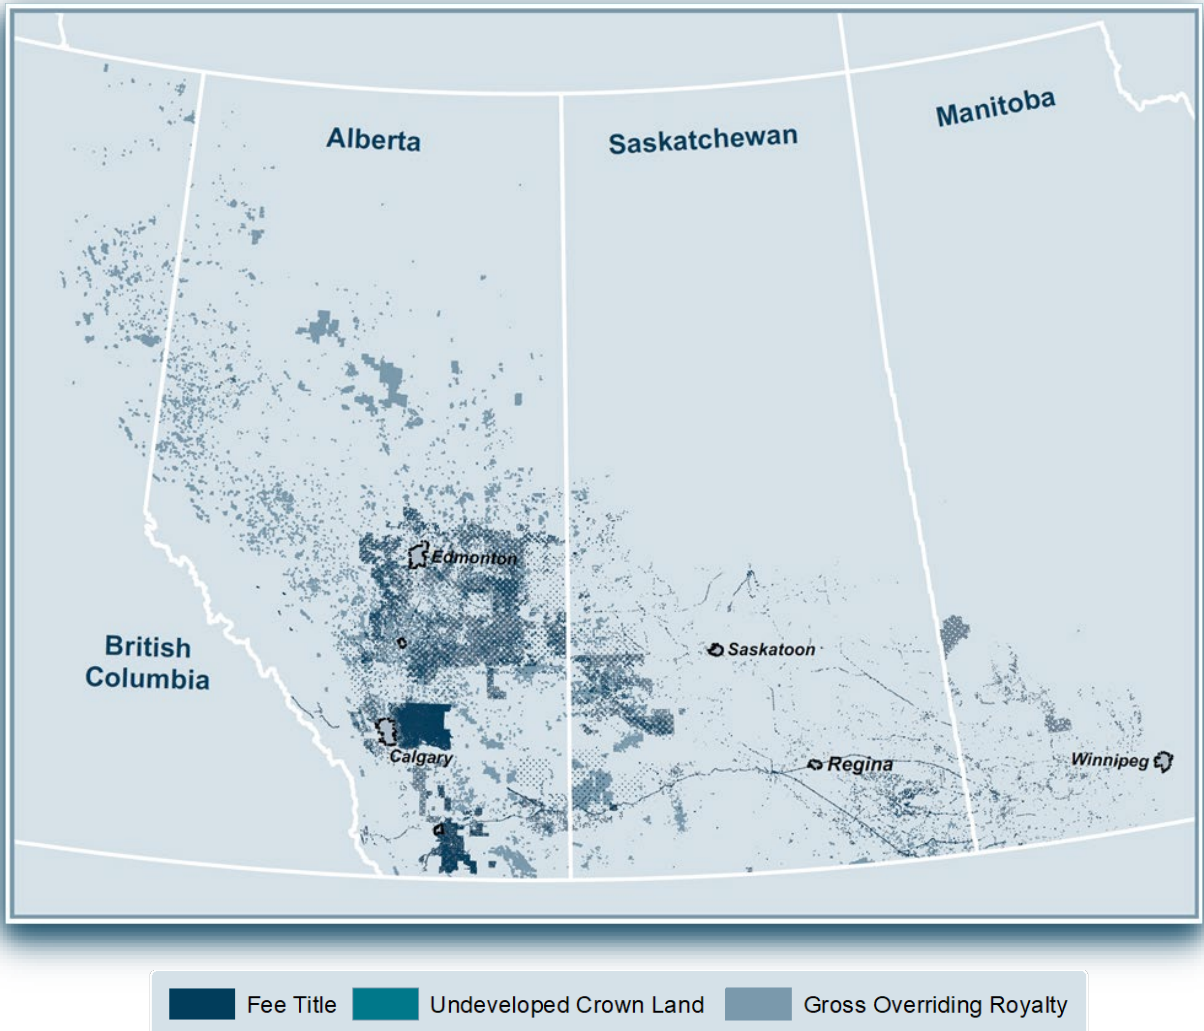 Alberta
Saskatchewan
Manitoba
Edmonton
British
Columbia
Saskatoon
Calgary
Regina
Winnipeg
Fee Title
Undeveloped Crown Land
Gross Overriding Royalty